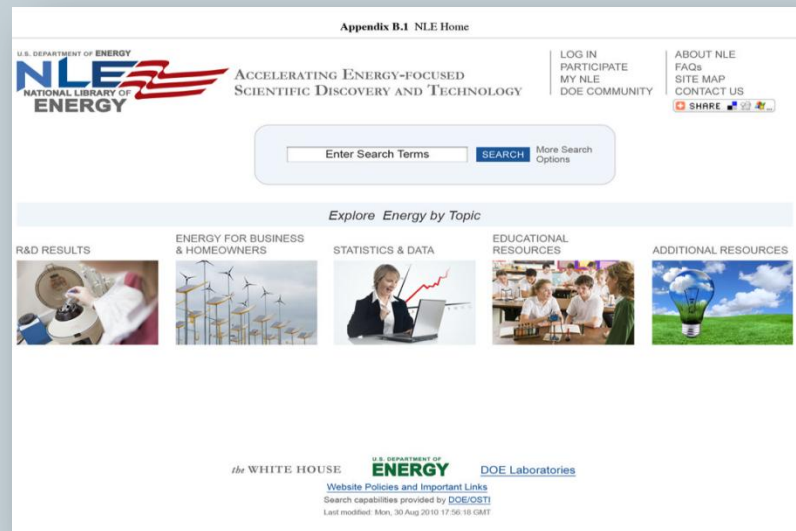 Appendix B.1 NLE Home
U.S. DEPARTMENT OF ENERGY
NLE
NATIONAL LIBRARY OF
ENERGY
ACCELERATING ENERGY-FOCUSED
SCIENTIFIC DISCOVERY AND TECHNOLOGY
LOG IN
PARTICIPATE
MY NLE
DOE COMMUNITY
ABOUT NLE
FAQs
SITE MAP
CONTACT US
SHARE
Enter Search Terms
SEARCH
More Search
Options
Explore Energy by Topic
R&D RESULTS
ENERGY FOR BUSINESS
& HOMEOWNERS
STATISTICS & DATA
EDUCATIONAL
RESOURCES
ADDITIONAL RESOURCES
the WHITE HOUSE
U.S. DEPARTMENT OF
ENERGY
DOE Laboratories
Website Policies and Important Links
Search capabilities provided by DOE/OSTI
Last modified: Mon, 30 Aug 2010 17:56:18 GMT